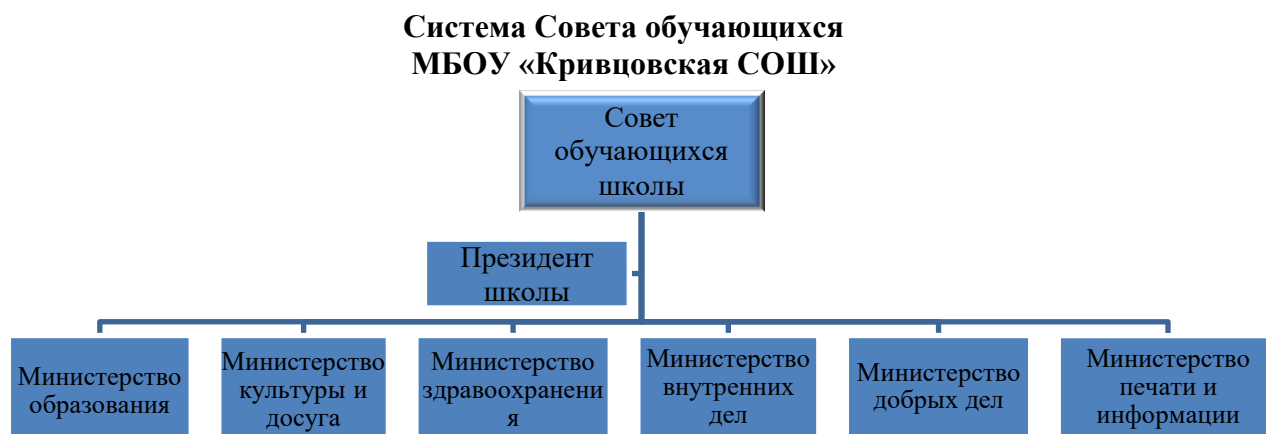 Система Совета обучающихся
МБОУ «Кривцовская СОШ»
Совет
обучающихся
школы
Президент
школы
Министерство
образования
Министерство
культуры и
досуга
Министерство
здравоохранени
я
Министерство
внутренних
дел
Министерство
добрых дел
Министерство
печати и
информации